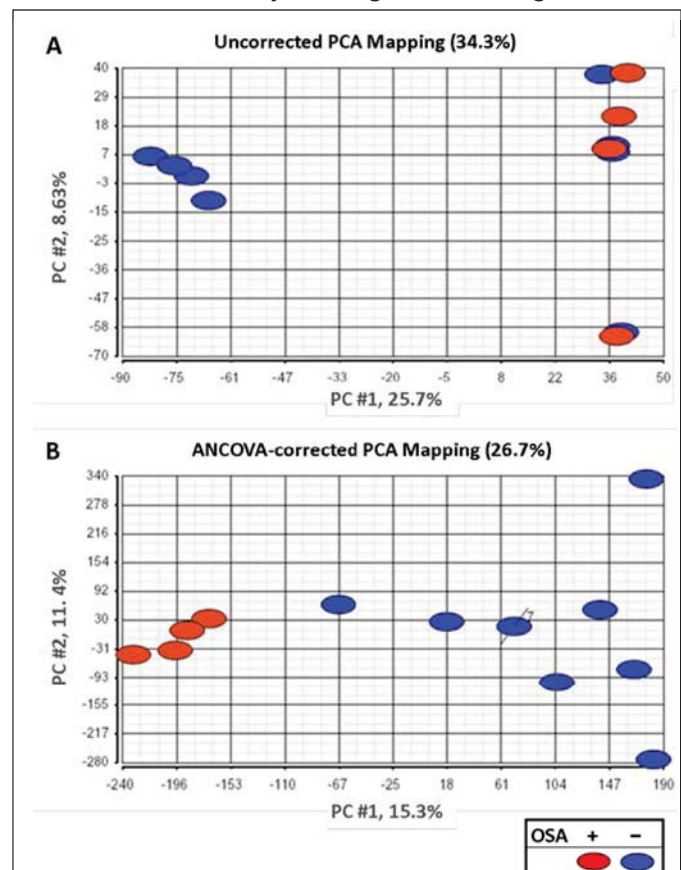 A
Uncorrected PCA Mapping (34.3%)
PC #2, 8.63%
40
29
18
7
-3
-15
-25
-36
-47
-58
-70
-90 -75 -61 -47 -33 -20 -5 8 22 36 50
PC #1, 25.7%
B
ANCOVA-corrected PCA Mapping (26.7%)
PC #2, 11. 4%
340
278
216
154
92
30
-31
-93
-155
-217
-280
-240 -196 -153 -110 -67 -25 18 61 104 147 190
PC #1, 15.3%
OSA + –